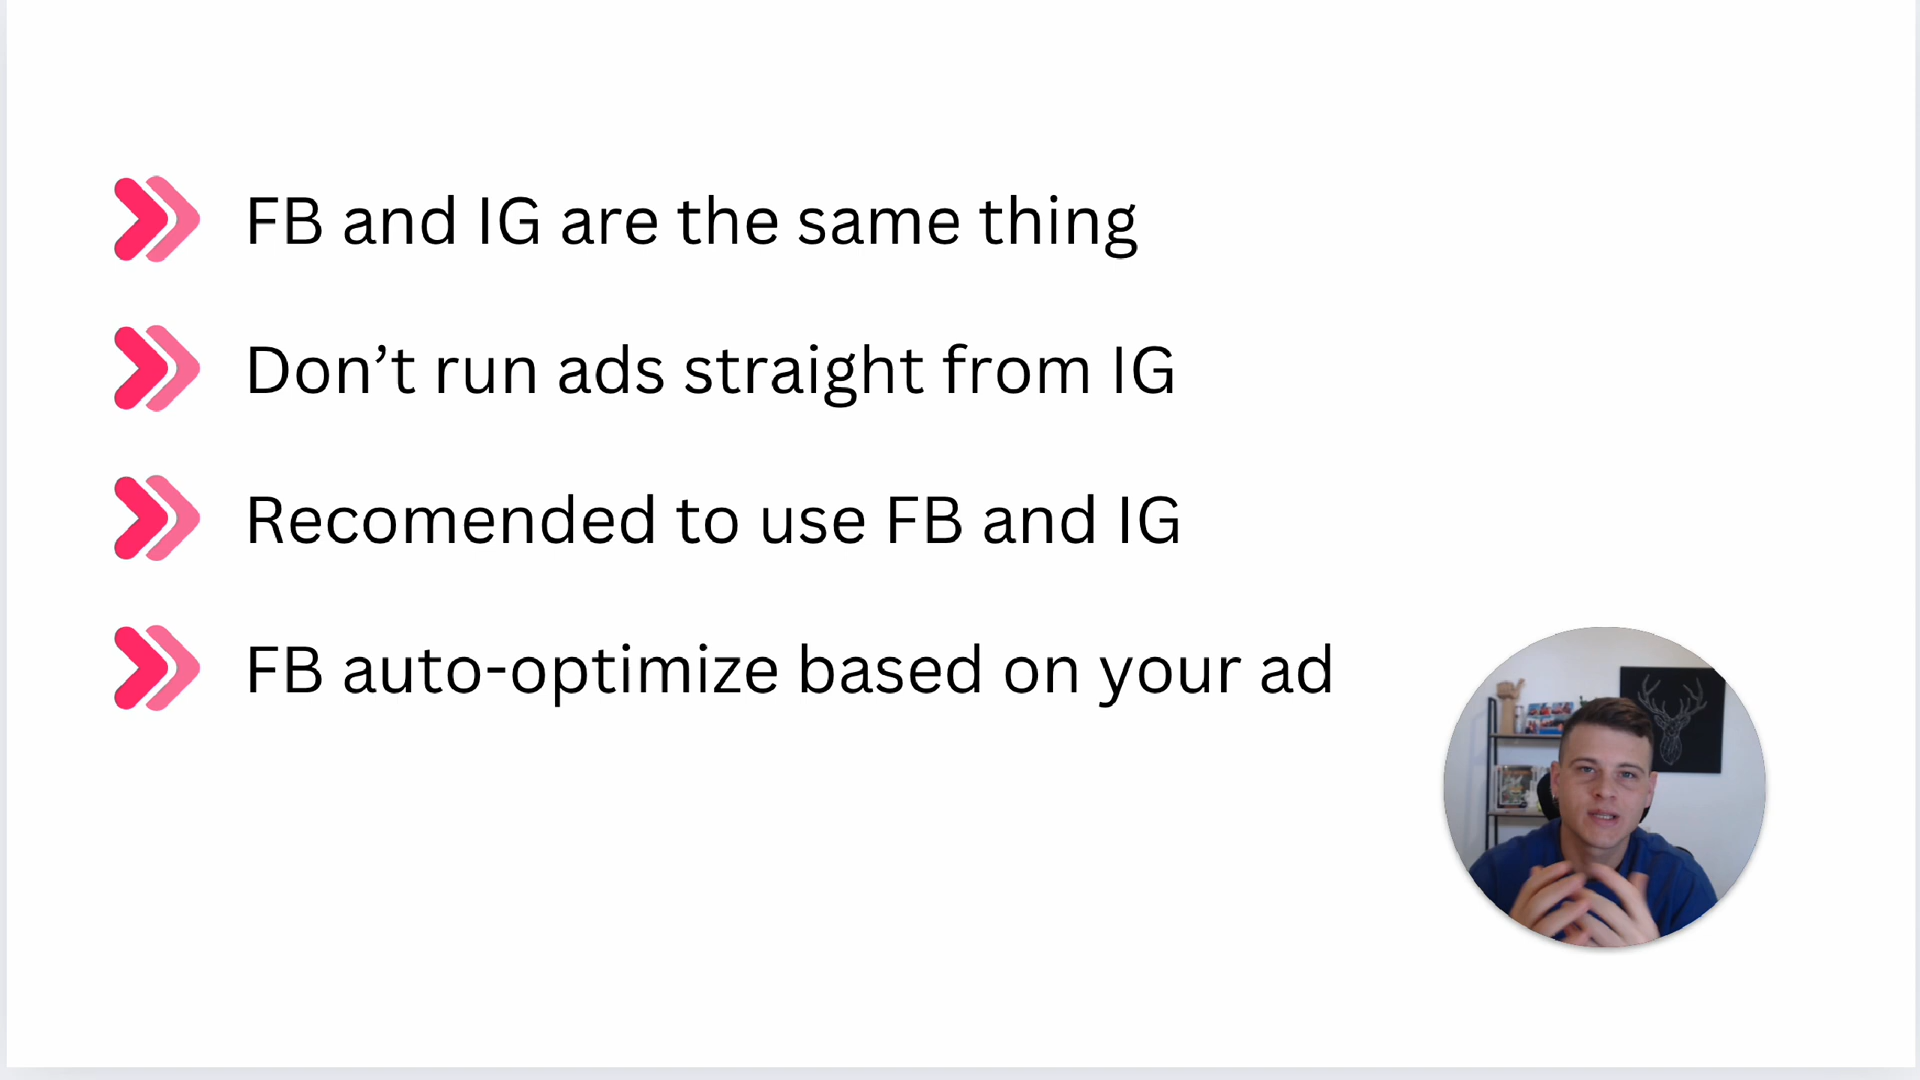 FB and IG are the same thing
Don’t run ads straight from IG
Recomended to use FB and IG
FB auto-optimize based on your ad